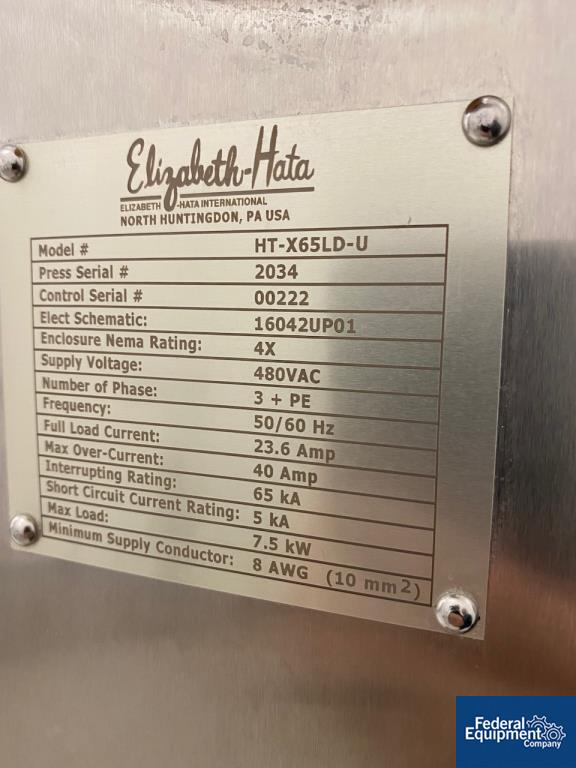 Elizabeth-Hata
ELIZABETH-HATA INTERNATIONAL
NORTH HUNTINGDON, PA USA
Model # HT-X65LD-U
Press Serial # 2034
Control Serial # 00222
Elect Schematic: 16042UP01
Enclosure Nema Rating: 4X
Supply Voltage: 480VAC
Number of Phase: 3 + PE
Frequency: 50/60 Hz
Full Load Current: 23.6 Amp
Max Over-Current: 40 Amp
Interrupting Rating: 65 kA
Short Circuit Current Rating: 5 kA
Max Load: 7.5 kW
Minimum Supply Conductor: 8 AWG (10 mm2)
Federal
Equipment
Company